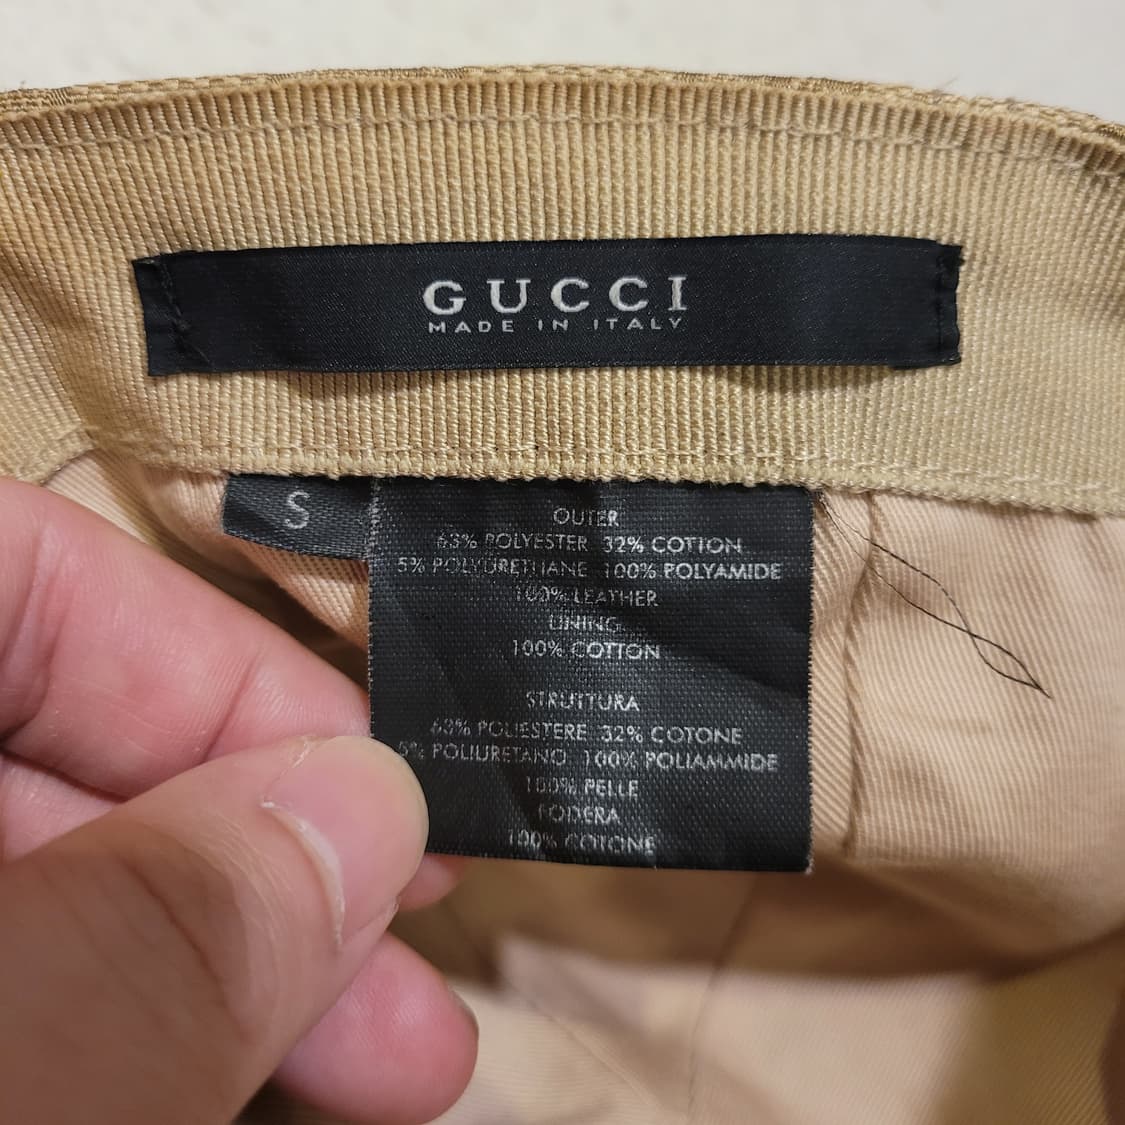 GUCCI
MADE IN ITALY
S
OUTER
63% POLYESTER 32% COTTON
5% POLYURETHANE 100% POLYAMIDE
100% LEATHER
LINING
100% COTTON
STRUTTURA
63% POLIESTERE 32% COTONE
5% POLIURETANO 100% POLIAMMIDE
100% PELLE
FODERA
100% COTONE